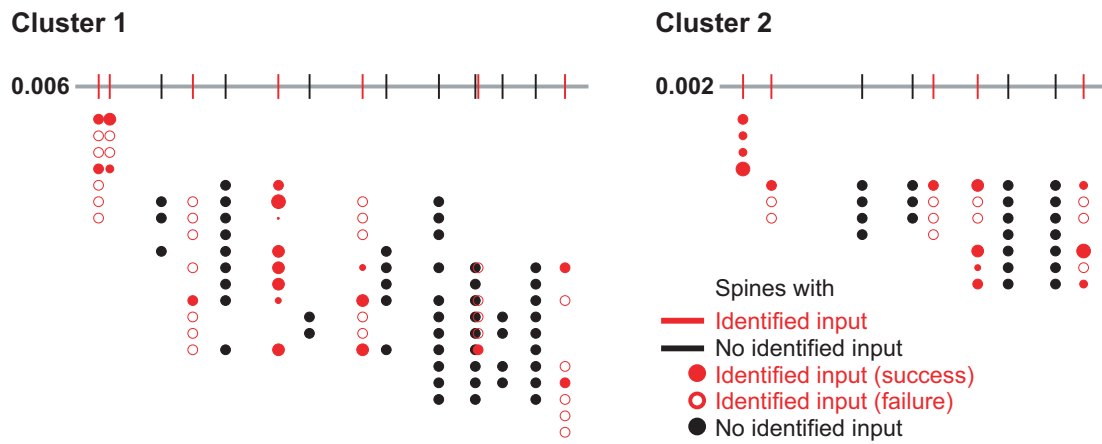 Cluster 1
Cluster 2
0.006
0.002
Spines with
Identified input
No identified input
Identified input (success)
Identified input (failure)
No identified input